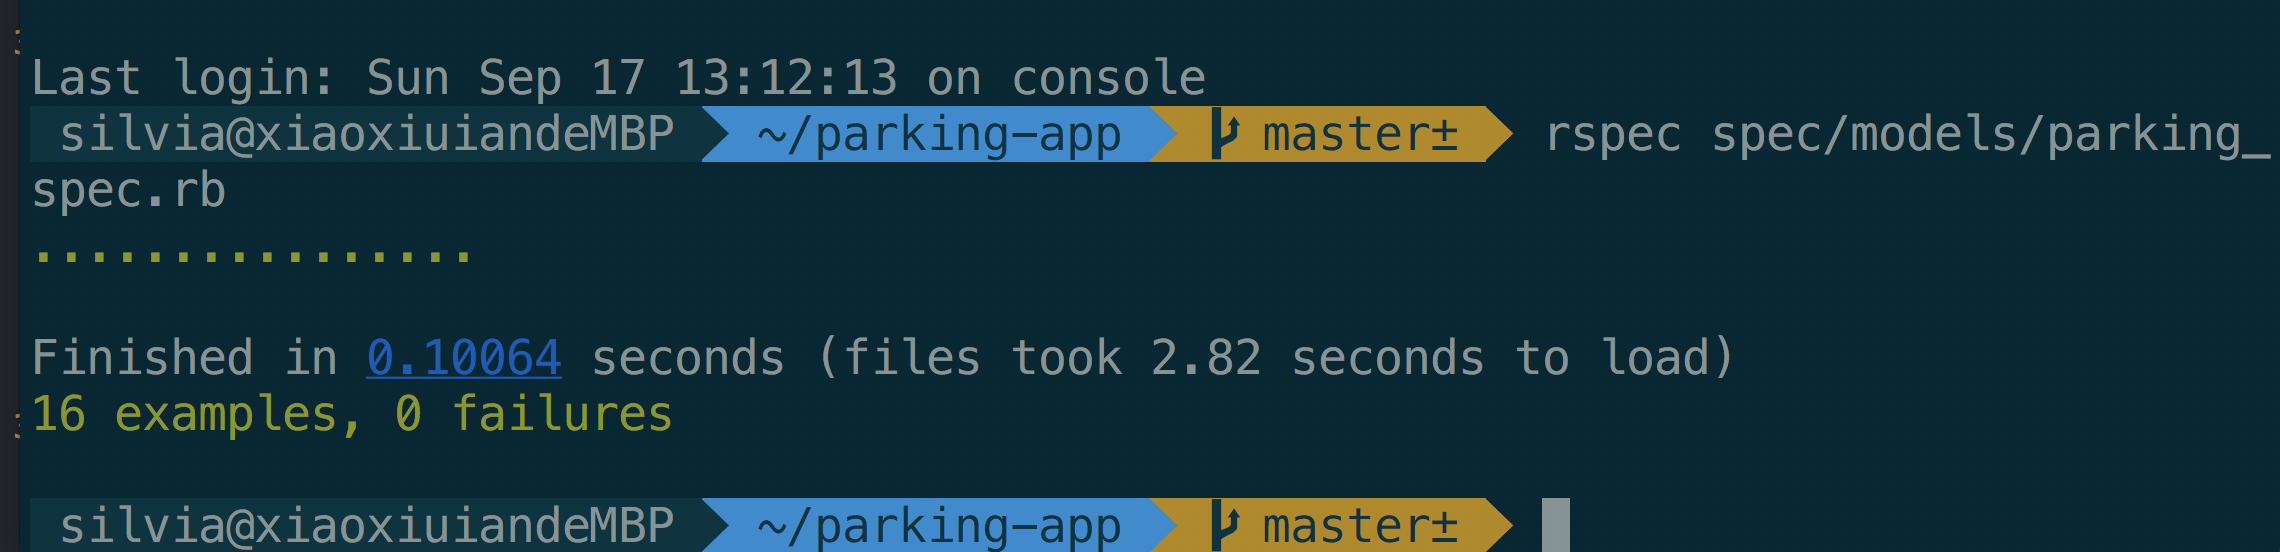 Last login: Sun Sep 17 13:12:13 on console
silvia@xiaoxiuiandeMBP ~/parking-app master± rspec spec/models/parking_
spec.rb
................
Finished in 0.10064 seconds (files took 2.82 seconds to load)
16 examples, 0 failures
silvia@xiaoxiuiandeMBP ~/parking-app master±